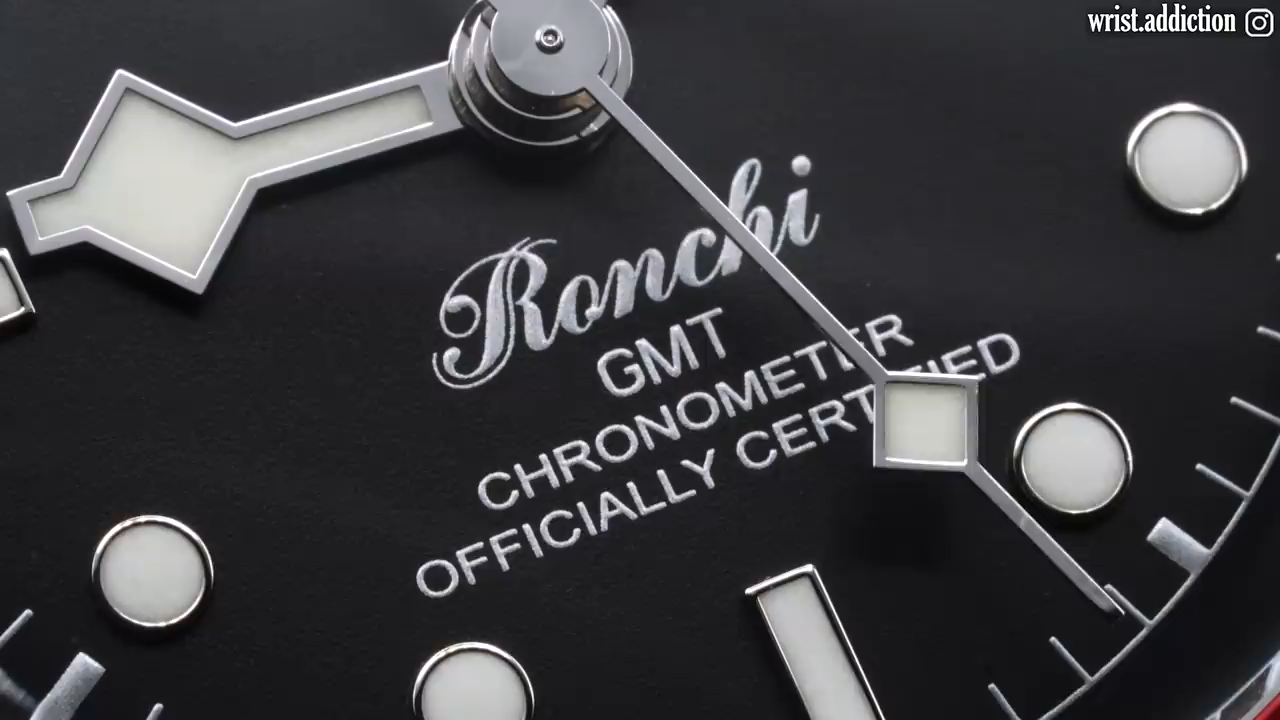 wrist.addiction
Ronchi
GMT
CHRONOMETER
OFFICIALLY CERTIFIED